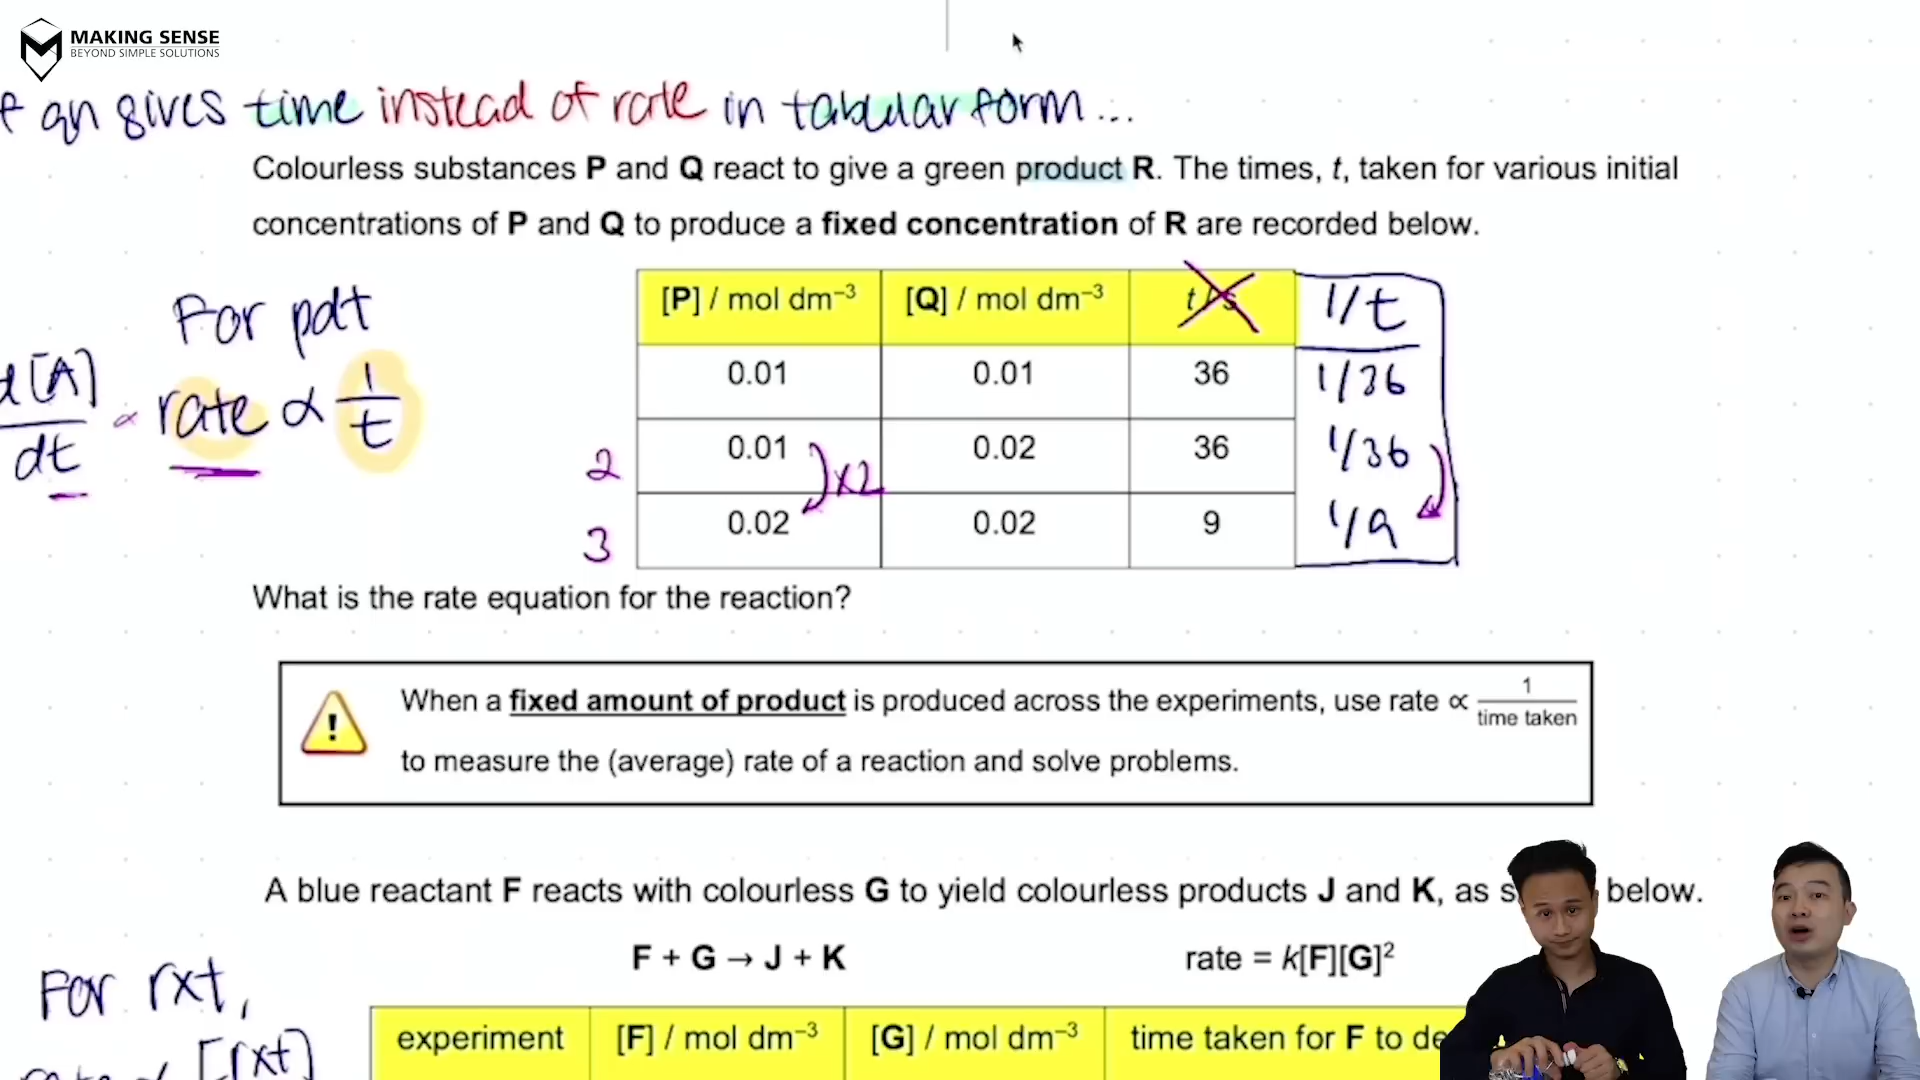 MAKING SENSE
BEYOND SIMPLE SOLUTIONS
qn gives time instead of rate in tabular form...
Colourless substances P and Q react to give a green product R. The times, t, taken for various initial
concentrations of P and Q to produce a fixed concentration of R are recorded below.
For pdt
d[A]/dt ∝ rate ∝ 1/t
[P] / mol dm⁻³ [Q] / mol dm⁻³ t / s 1/t
0.01 0.01 36 1/36
2 0.01 0.02 36 1/36
×2
3 0.02 0.02 9 1/9
What is the rate equation for the reaction?
When a fixed amount of product is produced across the experiments, use rate ∝ 1/time taken
to measure the (average) rate of a reaction and solve problems.
A blue reactant F reacts with colourless G to yield colourless products J and K, as below.
F + G → J + K rate = k[F][G]²
For rxt,
[rxt]
experiment [F] / mol dm⁻³ [G] / mol dm⁻³ time taken for F to